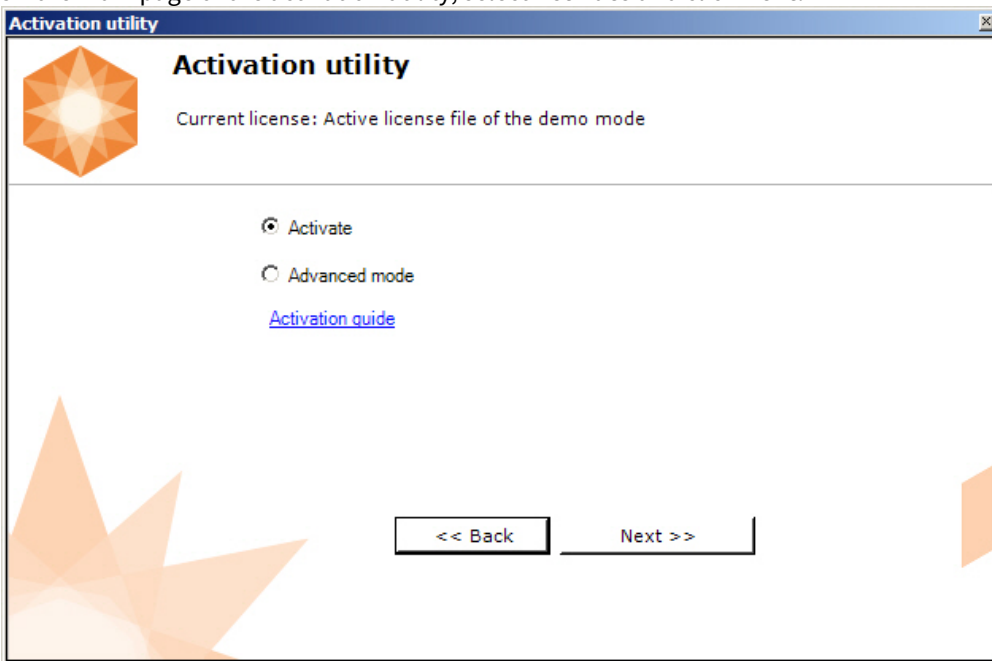 Activation utility
Activation utility
Current license: Active license file of the demo mode
Activate
Advanced mode
Activation guide
<< Back
Next >>